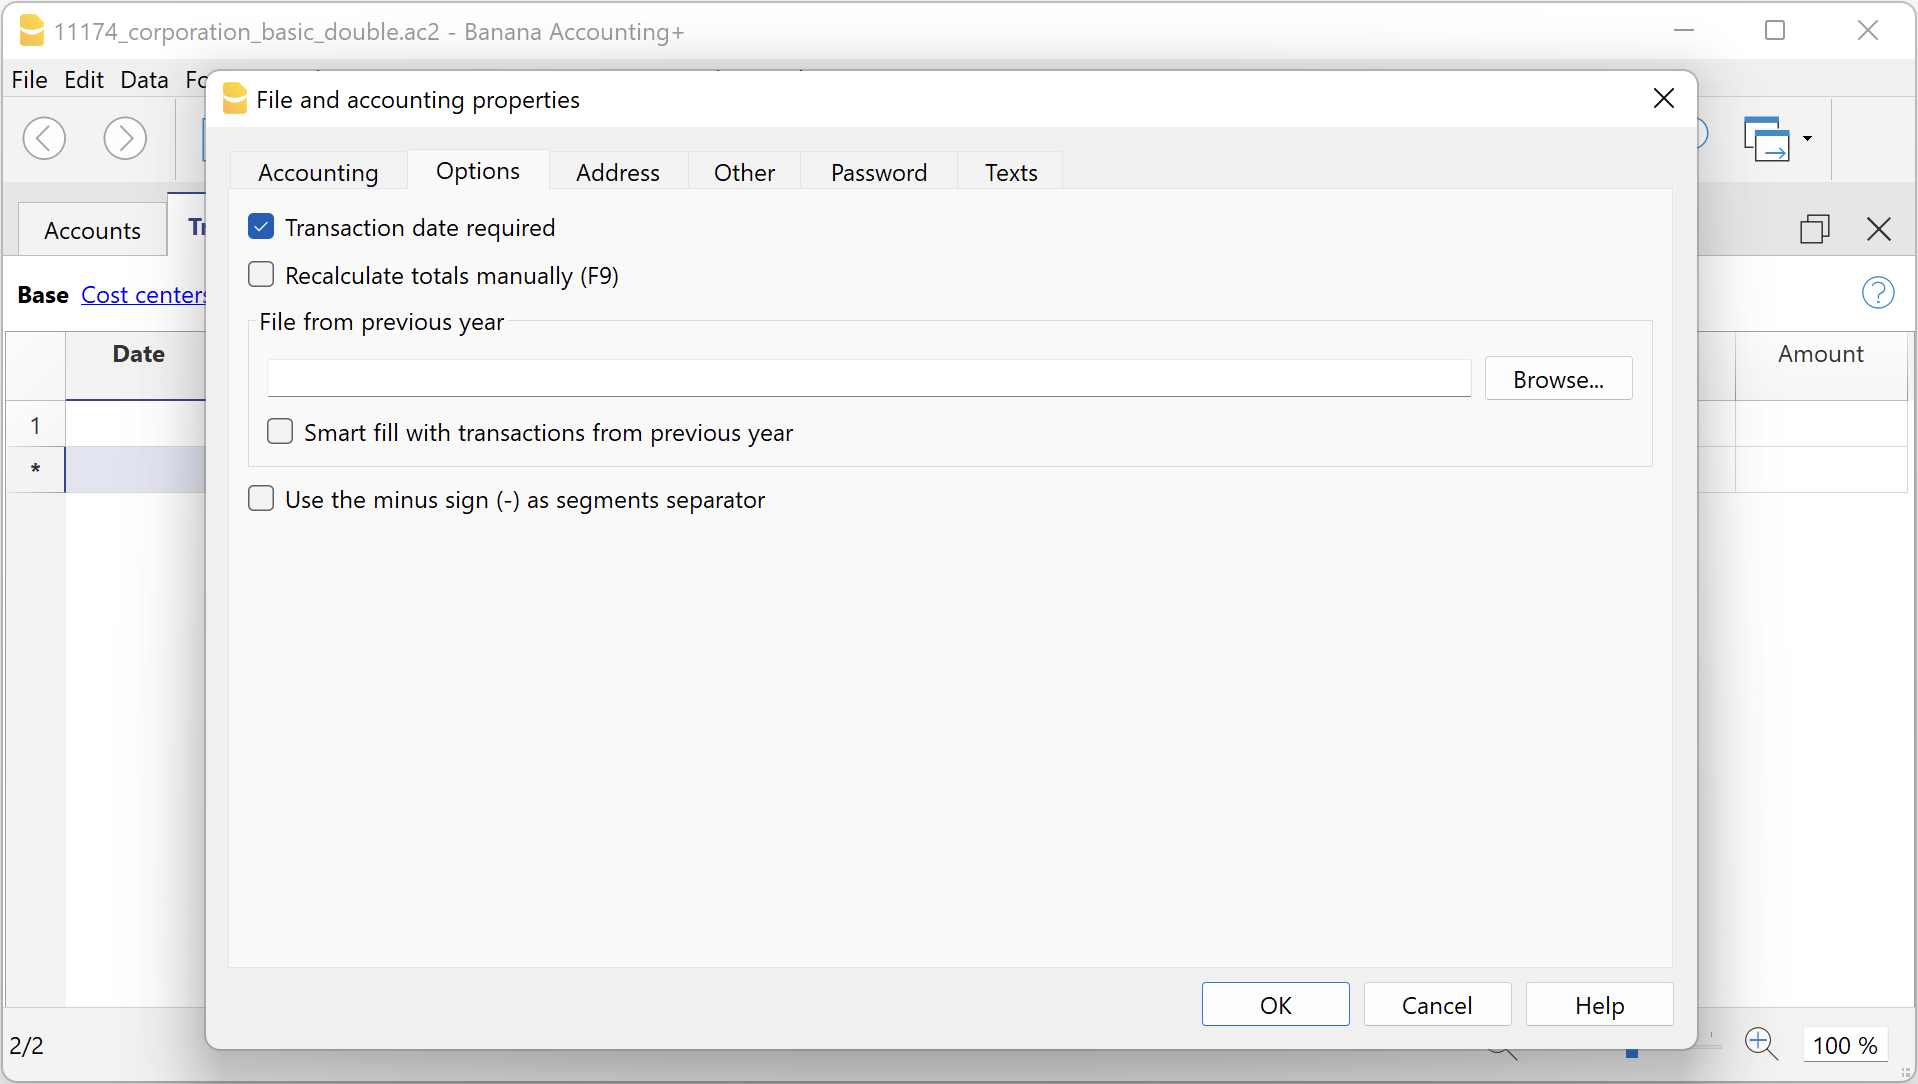 11174_corporation_basic_double.ac2 - Banana Accounting+
File Edit Data
File and accounting properties
Accounting Options Address Other Password Texts
Accounts
Transaction date required
Recalculate totals manually (F9)
Base Cost centers
File from previous year
Date
Amount
Browse...
1
Smart fill with transactions from previous year
*
Use the minus sign (-) as segments separator
OK Cancel Help
2/2
100 %